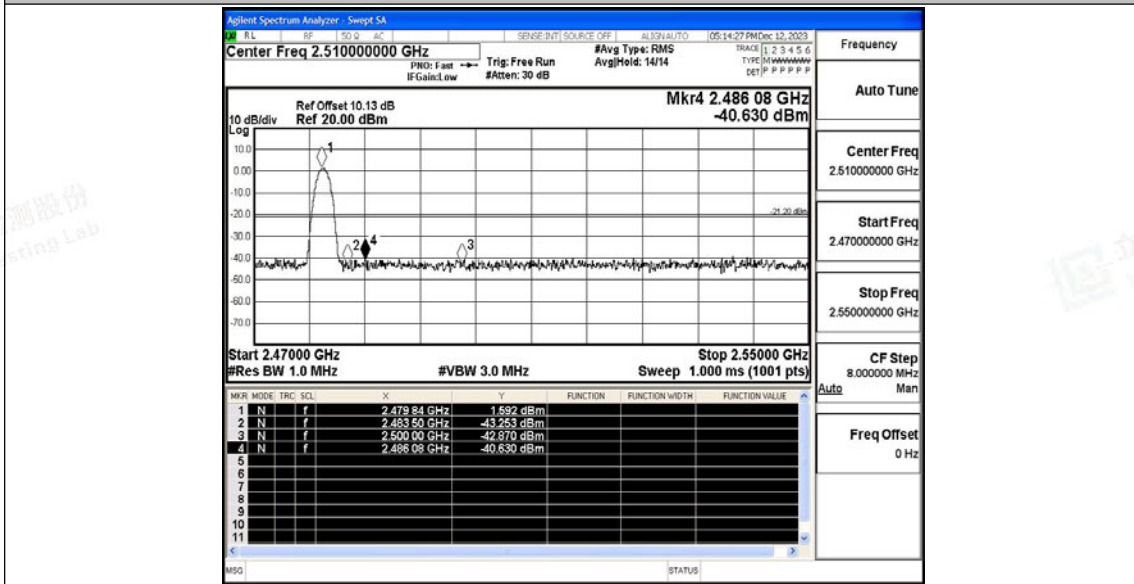 Agilent Spectrum Analyzer - Swept SA
RL RF 50 Ω AC SENSE:INT SOURCE OFF ALIGNAUTO 05:14:27 PM Dec 12, 2023
Center Freq 2.510000000 GHz
PNO: Fast
IFGain:Low
Trig: Free Run
#Atten: 30 dB
#Avg Type: RMS
Avg|Hold: 14/14
TRACE 1 2 3 4 5 6
TYPE M
DET P P P P P P
Ref Offset 10.13 dB
10 dB/div Ref 20.00 dBm
Mkr4 2.486 08 GHz
-40.630 dBm
Log
10.0
0.00
-10.0
-20.0
-30.0
-40.0
-50.0
-60.0
-70.0
1
2
4
3
-21.20 dBm
Start 2.47000 GHz Stop 2.55000 GHz
#Res BW 1.0 MHz #VBW 3.0 MHz Sweep 1.000 ms (1001 pts)
MKR MODE TRC SCL X Y FUNCTION FUNCTION WIDTH FUNCTION VALUE
1 N f 2.479 84 GHz 1.592 dBm
2 N f 2.483 50 GHz -43.253 dBm
3 N f 2.500 00 GHz -42.870 dBm
4 N f 2.486 08 GHz -40.630 dBm
5
6
7
8
9
10
11
MSG STATUS
Frequency
Auto Tune
Center Freq
2.510000000 GHz
Start Freq
2.470000000 GHz
Stop Freq
2.550000000 GHz
CF Step
8.000000 MHz
Auto Man
Freq Offset
0 Hz
测股份
sting Lab